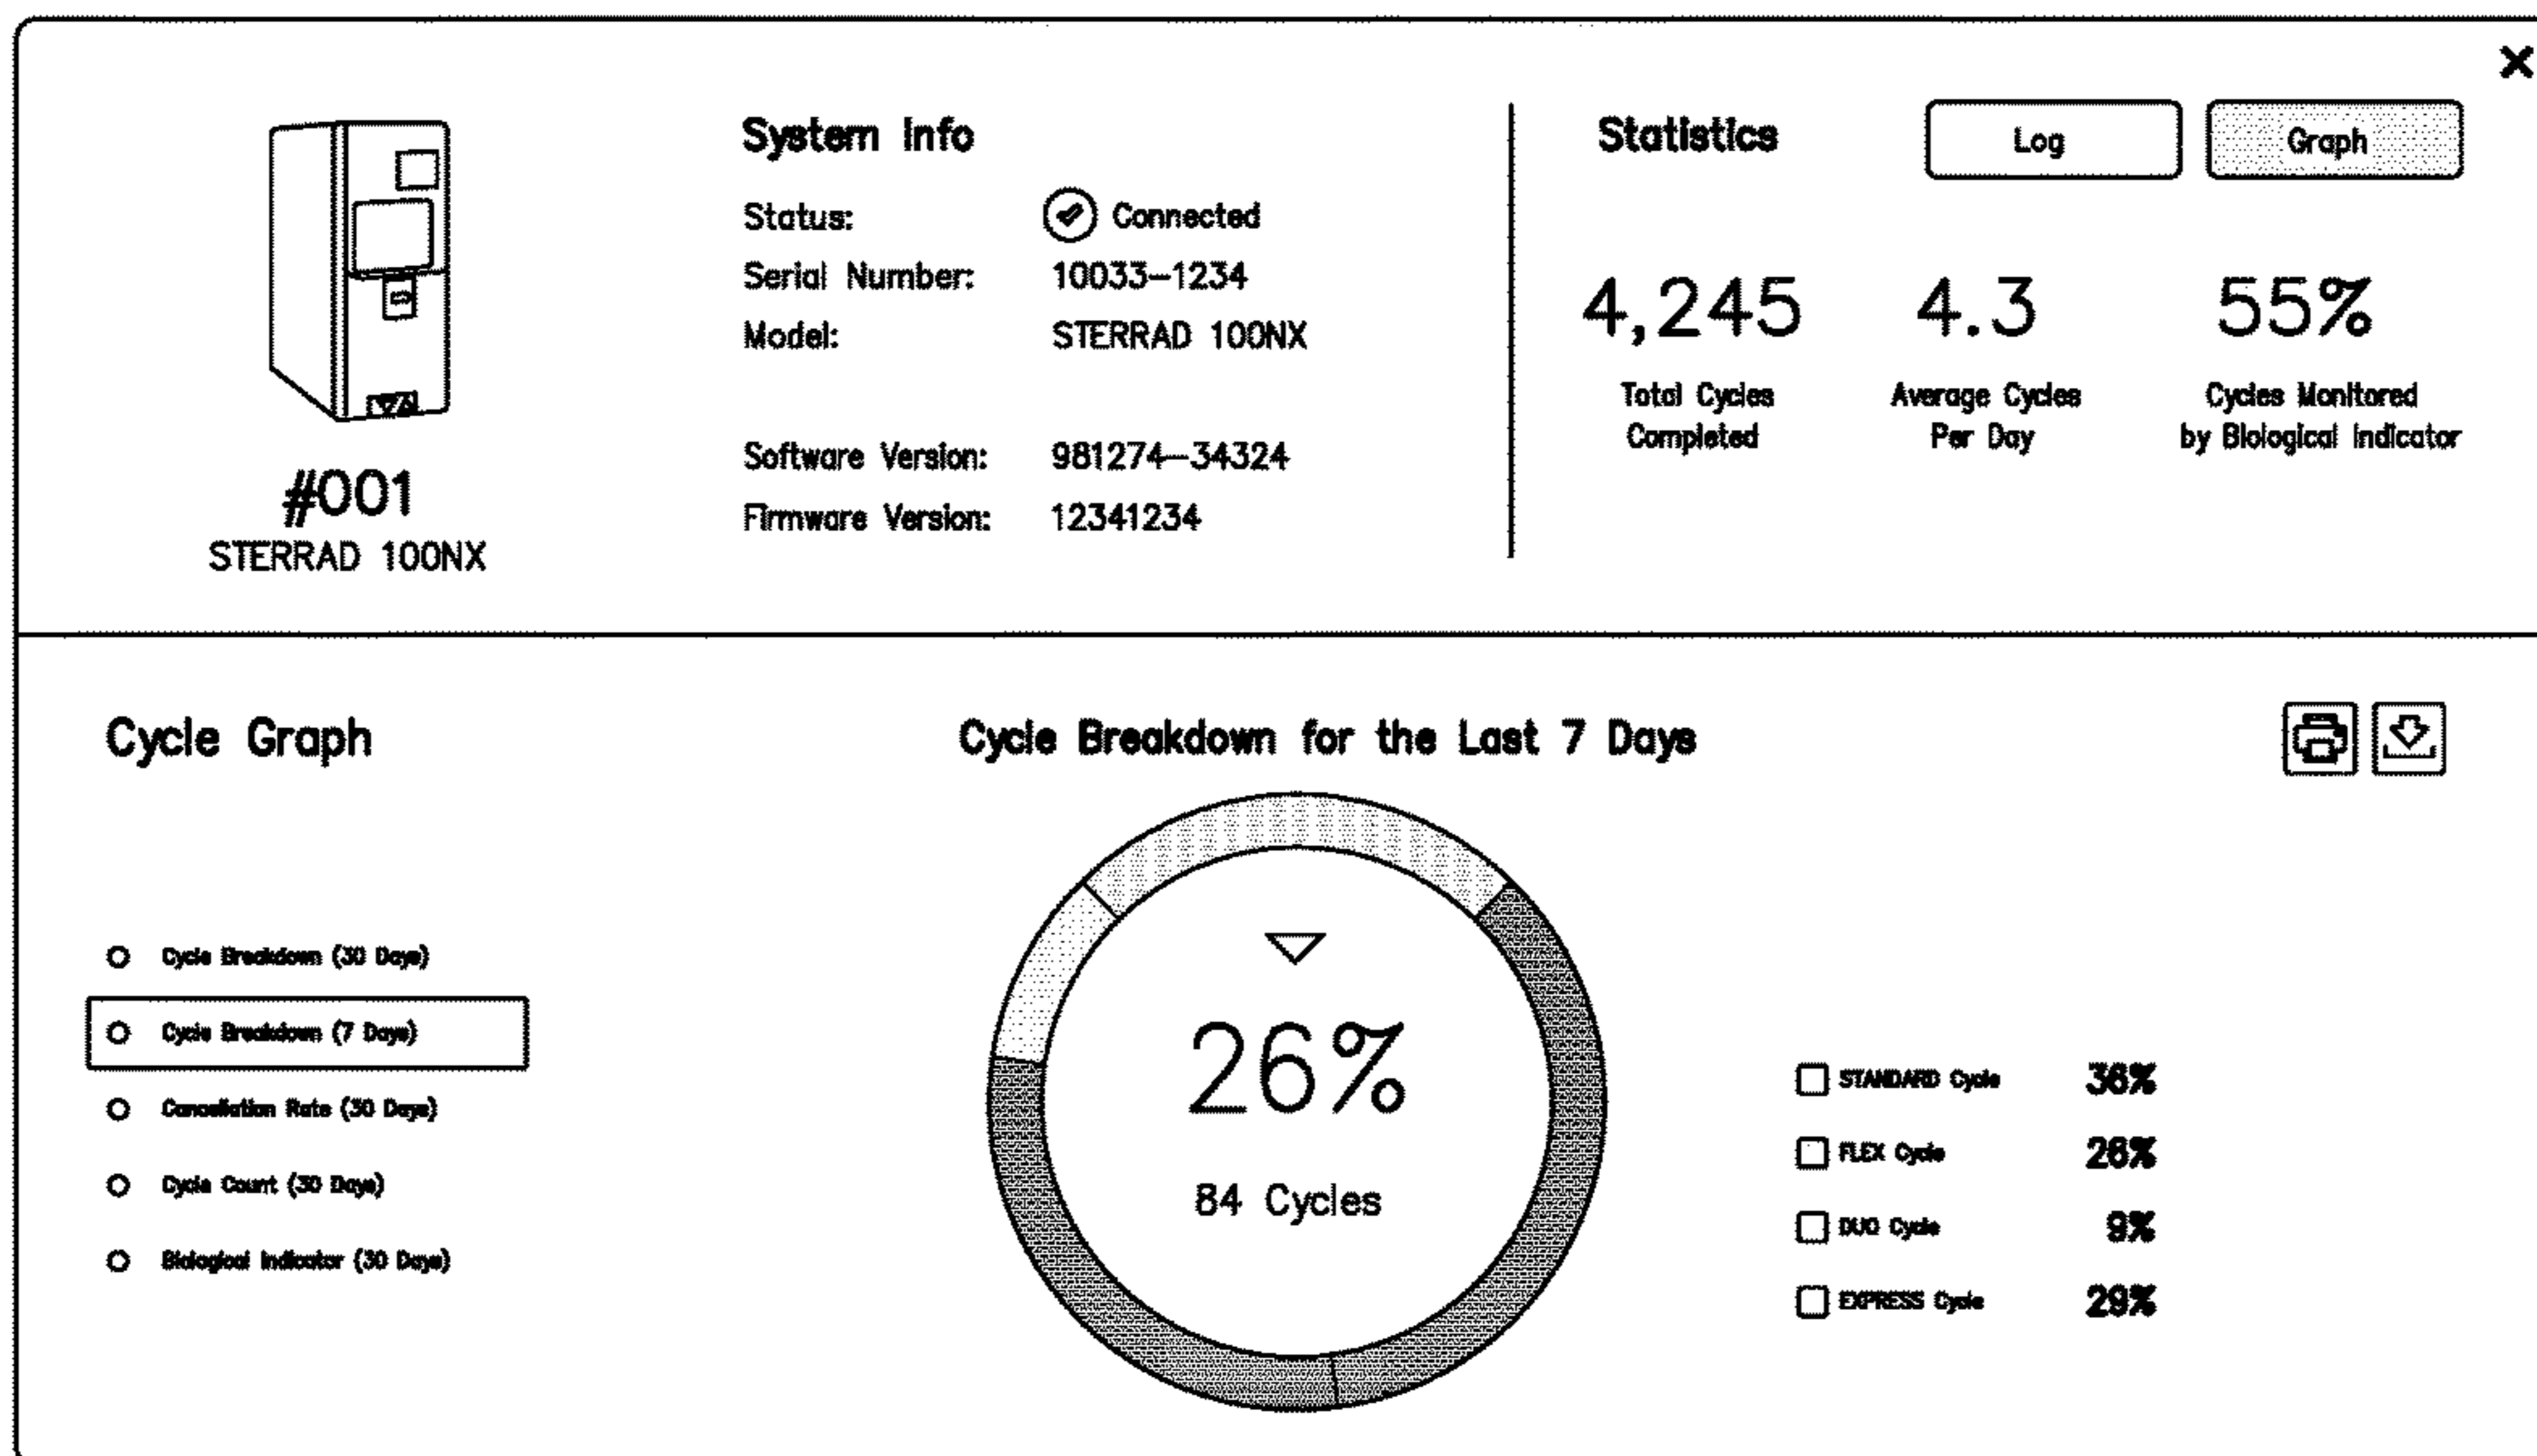 #001
STERRAD 100NX
System Info
Status: Connected
Serial Number: 10033-1234
Model: STERRAD 100NX
Software Version: 981274-34324
Firmware Version: 12341234
Statistics
Log
Graph
4,245
Total Cycles
Completed
4.3
Average Cycles
Per Day
55%
Cycles Monitored
by Biological Indicator
Cycle Graph
Cycle Breakdown (30 Days)
Cycle Breakdown (7 Days)
Cancellation Rate (30 Days)
Cycle Count (30 Days)
Biological Indicator (30 Days)
Cycle Breakdown for the Last 7 Days
26%
84 Cycles
STANDARD Cycle 36%
FLEX Cycle 26%
DUO Cycle 9%
EXPRESS Cycle 29%